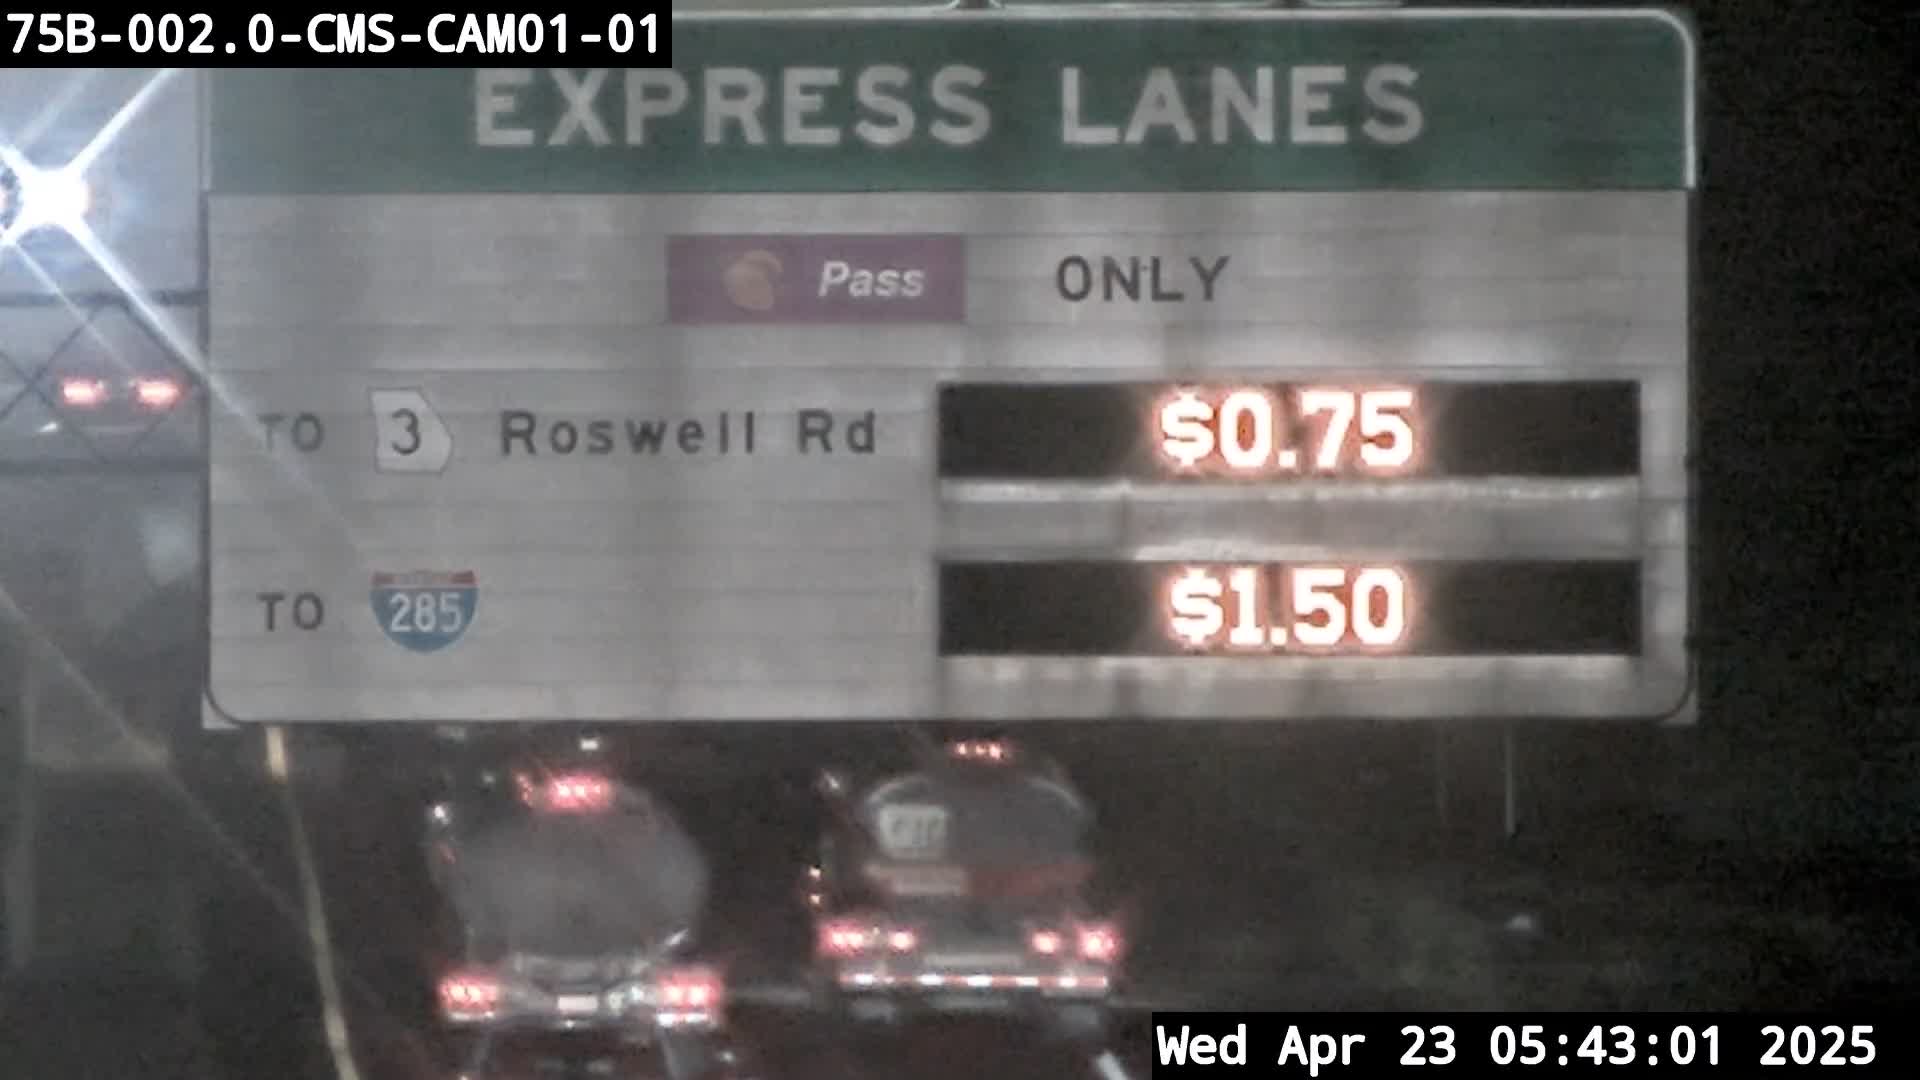 75B-002.0-CMS-CAM01-01
EXPRESS LANES
Pass ONLY
TO 3 Roswell Rd $0.75
TO 285 $1.50
Wed Apr 23 05:43:01 2025